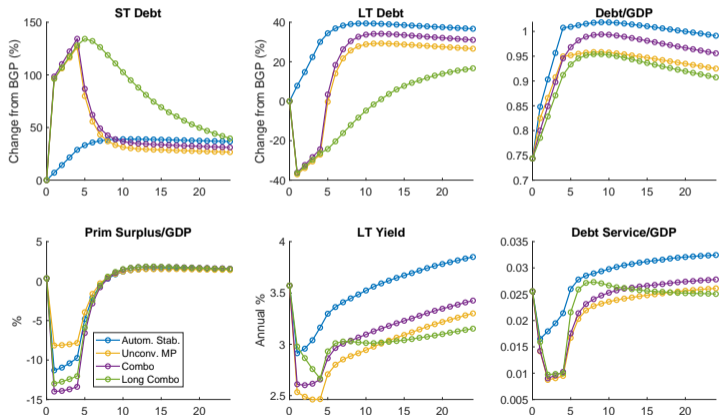 ST Debt
Change from BGP (%)
150
100
50
0
0 5 10 15 20
LT Debt
Change from BGP (%)
40
20
0
-20
-40
0 5 10 15 20
Debt/GDP
1
0.95
0.9
0.85
0.8
0.75
0.7
0 5 10 15 20
Prim Surplus/GDP
%
5
0
-5
-10
-15
0 5 10 15 20
Autom. Stab.
Unconv. MP
Combo
Long Combo
LT Yield
Annual %
4
3.5
3
2.5
0 5 10 15 20
Debt Service/GDP
0.035
0.03
0.025
0.02
0.015
0.01
0.005
0 5 10 15 20